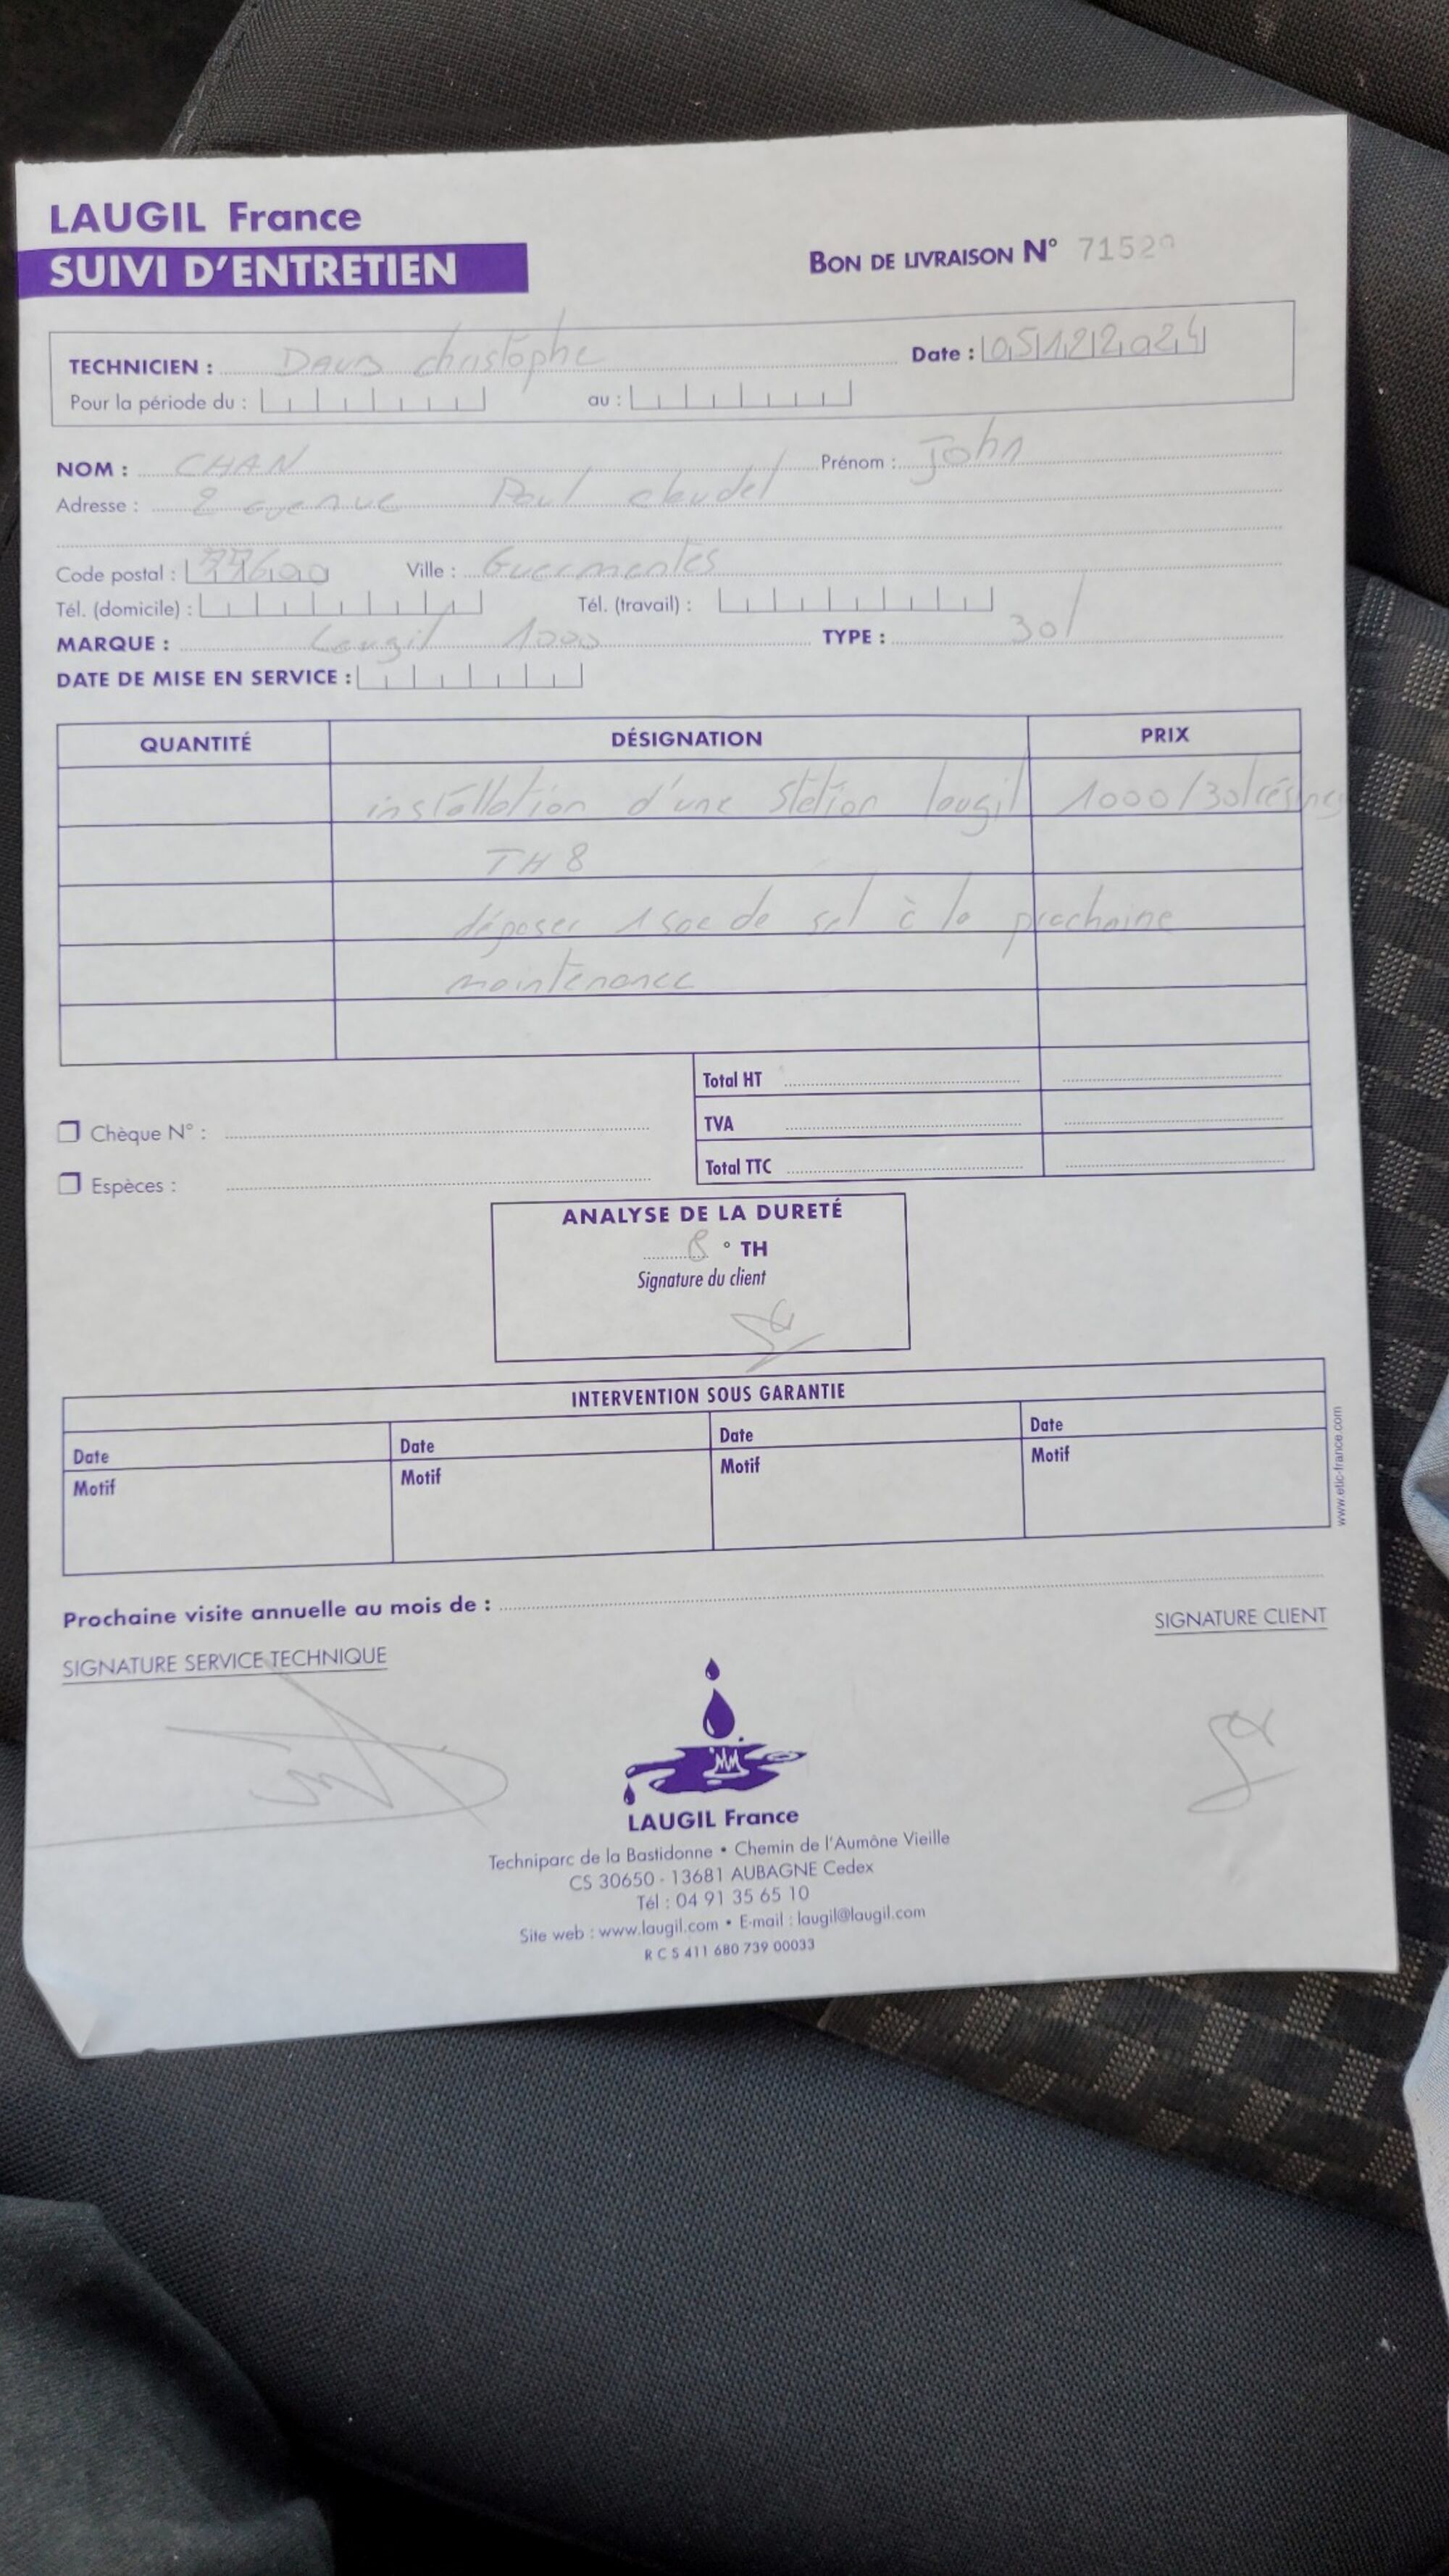 LAUGIL France
SUIVI D'ENTRETIEN
BON DE LIVRAISON N° 7152
TECHNICIEN : christophe Date : 05122024
Pour la période du : au :
NOM : CHAN Prénom : John
Adresse : 2 avenue Paul claudel
Code postal : 77600 Ville : Guermantes
Tél. (domicile) : Tél. (travail) :
MARQUE : Laugil 1000 TYPE : 30l
DATE DE MISE EN SERVICE :
QUANTITÉ DÉSIGNATION PRIX
installation d'une station laugil 1000/30l résines
TH 8
déposer 1 sac de sel à la prochaine
maintenance
Total HT
Chèque N° : TVA
Espèces : Total TTC
ANALYSE DE LA DURETÉ
8 ° TH
Signature du client
INTERVENTION SOUS GARANTIE
Date Date Date Date
Motif Motif Motif Motif
www.etic-france.com
Prochaine visite annuelle au mois de :
SIGNATURE SERVICE TECHNIQUE SIGNATURE CLIENT
LAUGIL France
Techniparc de la Bastidonne • Chemin de l'Aumône Vieille
CS 30650 - 13681 AUBAGNE Cedex
Tél : 04 91 35 65 10
Site web : www.laugil.com • E-mail : laugil@laugil.com
R C S 411 680 739 00033